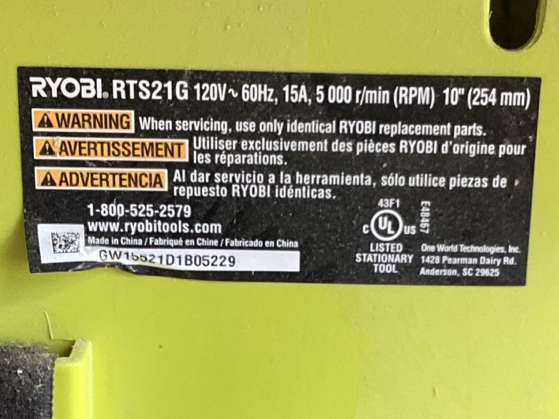 RYOBI® RTS21G 120V~ 60Hz, 15A, 5 000 r/min (RPM) 10" (254 mm)
WARNING When servicing, use only identical RYOBI replacement parts.
AVERTISSEMENT Utiliser exclusivement des pièces RYOBI d'origine pour
les réparations.
ADVERTENCIA Al dar servicio a la herramienta, sólo utilice piezas de
repuesto RYOBI idénticas.
1-800-525-2579
www.ryobitools.com
Made in China / Fabriqué en Chine / Fabricado en China
GW15521D1B05229
43F1
C UL US
E48467
LISTED
STATIONARY
TOOL
One World Technologies, Inc.
1428 Pearman Dairy Rd.
Anderson, SC 29625